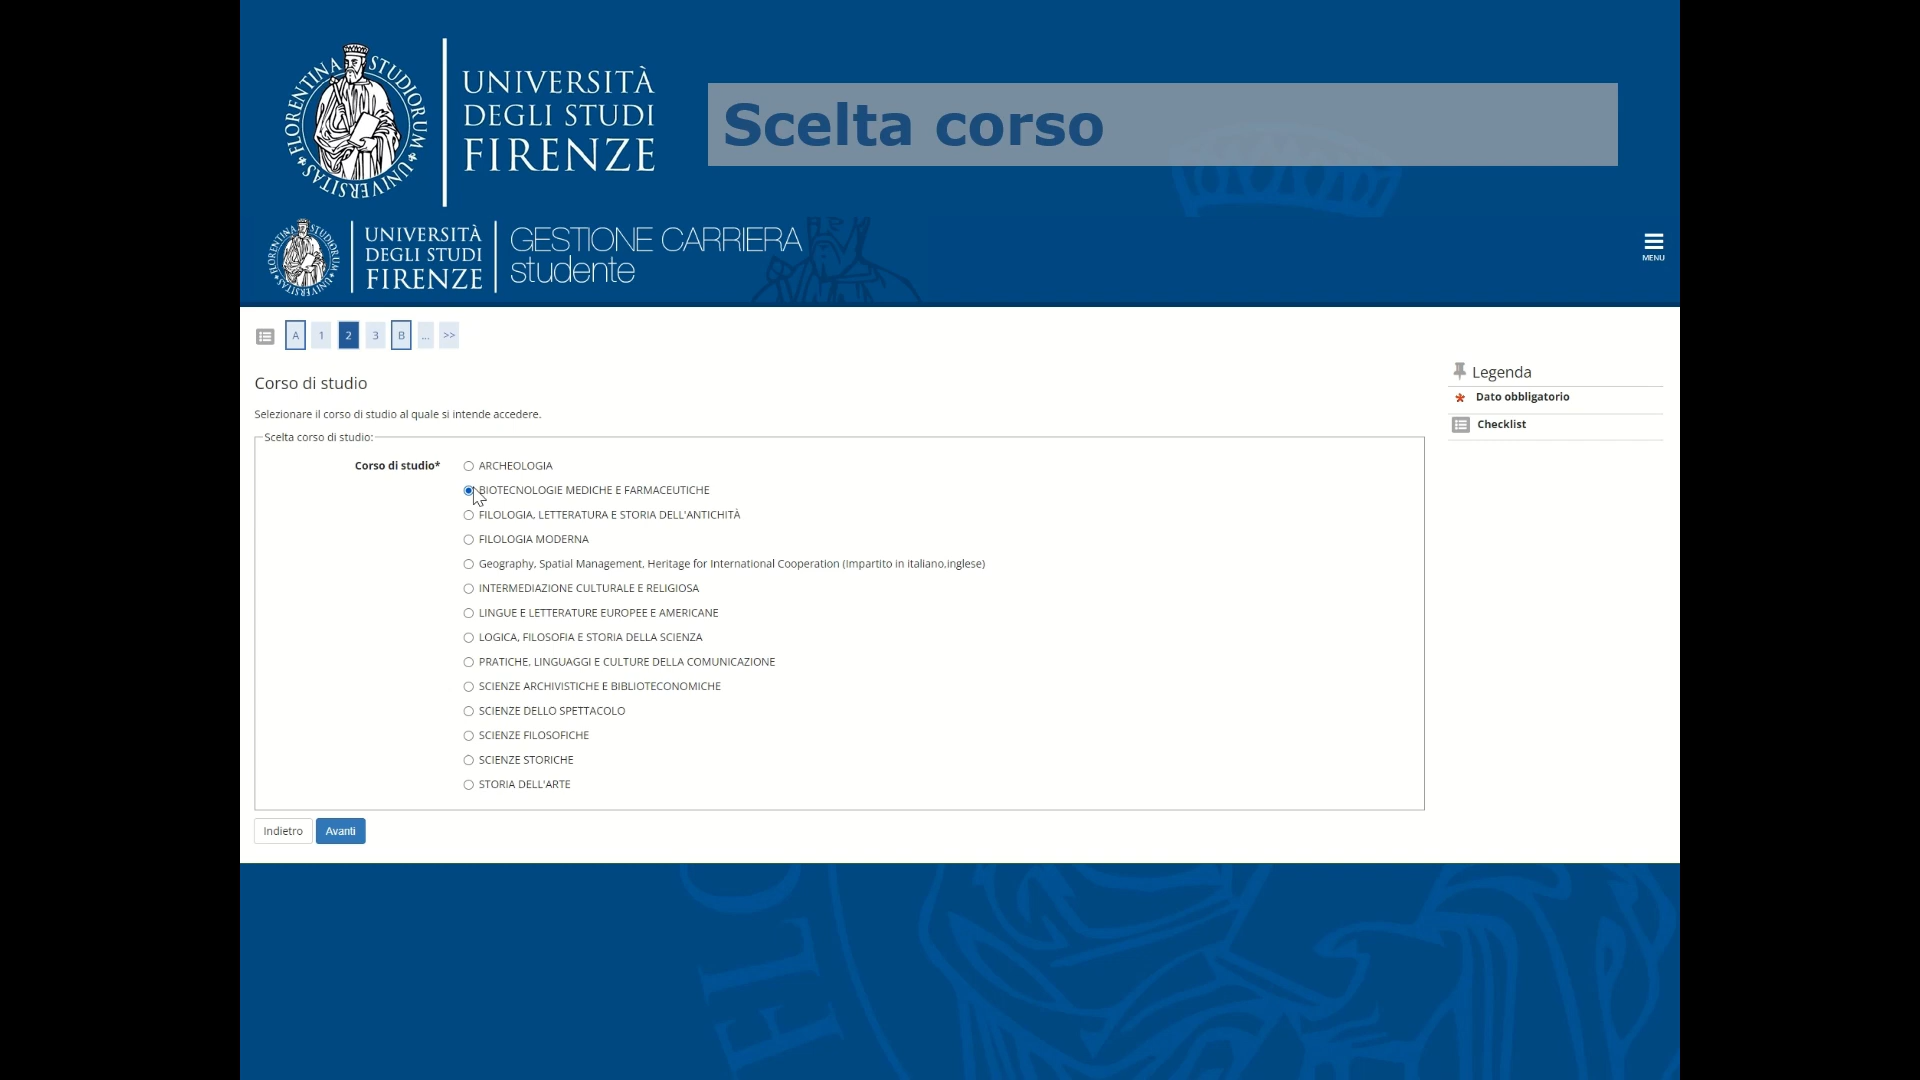 FLORENTINA STUDIORUM UNIVERSITAS
UNIVERSITÀ
DEGLI STUDI
FIRENZE
Scelta corso
UNIVERSITÀ
DEGLI STUDI
FIRENZE
GESTIONE CARRIERA
studente
MENU
A 1 2 3 B ... >>
Legenda
Dato obbligatorio
Checklist
Corso di studio
Selezionare il corso di studio al quale si intende accedere.
Scelta corso di studio:
Corso di studio*
ARCHEOLOGIA
BIOTECNOLOGIE MEDICHE E FARMACEUTICHE
FILOLOGIA, LETTERATURA E STORIA DELL'ANTICHITÀ
FILOLOGIA MODERNA
Geography, Spatial Management, Heritage for International Cooperation (Impartito in italiano,inglese)
INTERMEDIAZIONE CULTURALE E RELIGIOSA
LINGUE E LETTERATURE EUROPEE E AMERICANE
LOGICA, FILOSOFIA E STORIA DELLA SCIENZA
PRATICHE, LINGUAGGI E CULTURE DELLA COMUNICAZIONE
SCIENZE ARCHIVISTICHE E BIBLIOTECONOMICHE
SCIENZE DELLO SPETTACOLO
SCIENZE FILOSOFICHE
SCIENZE STORICHE
STORIA DELL'ARTE
Indietro
Avanti